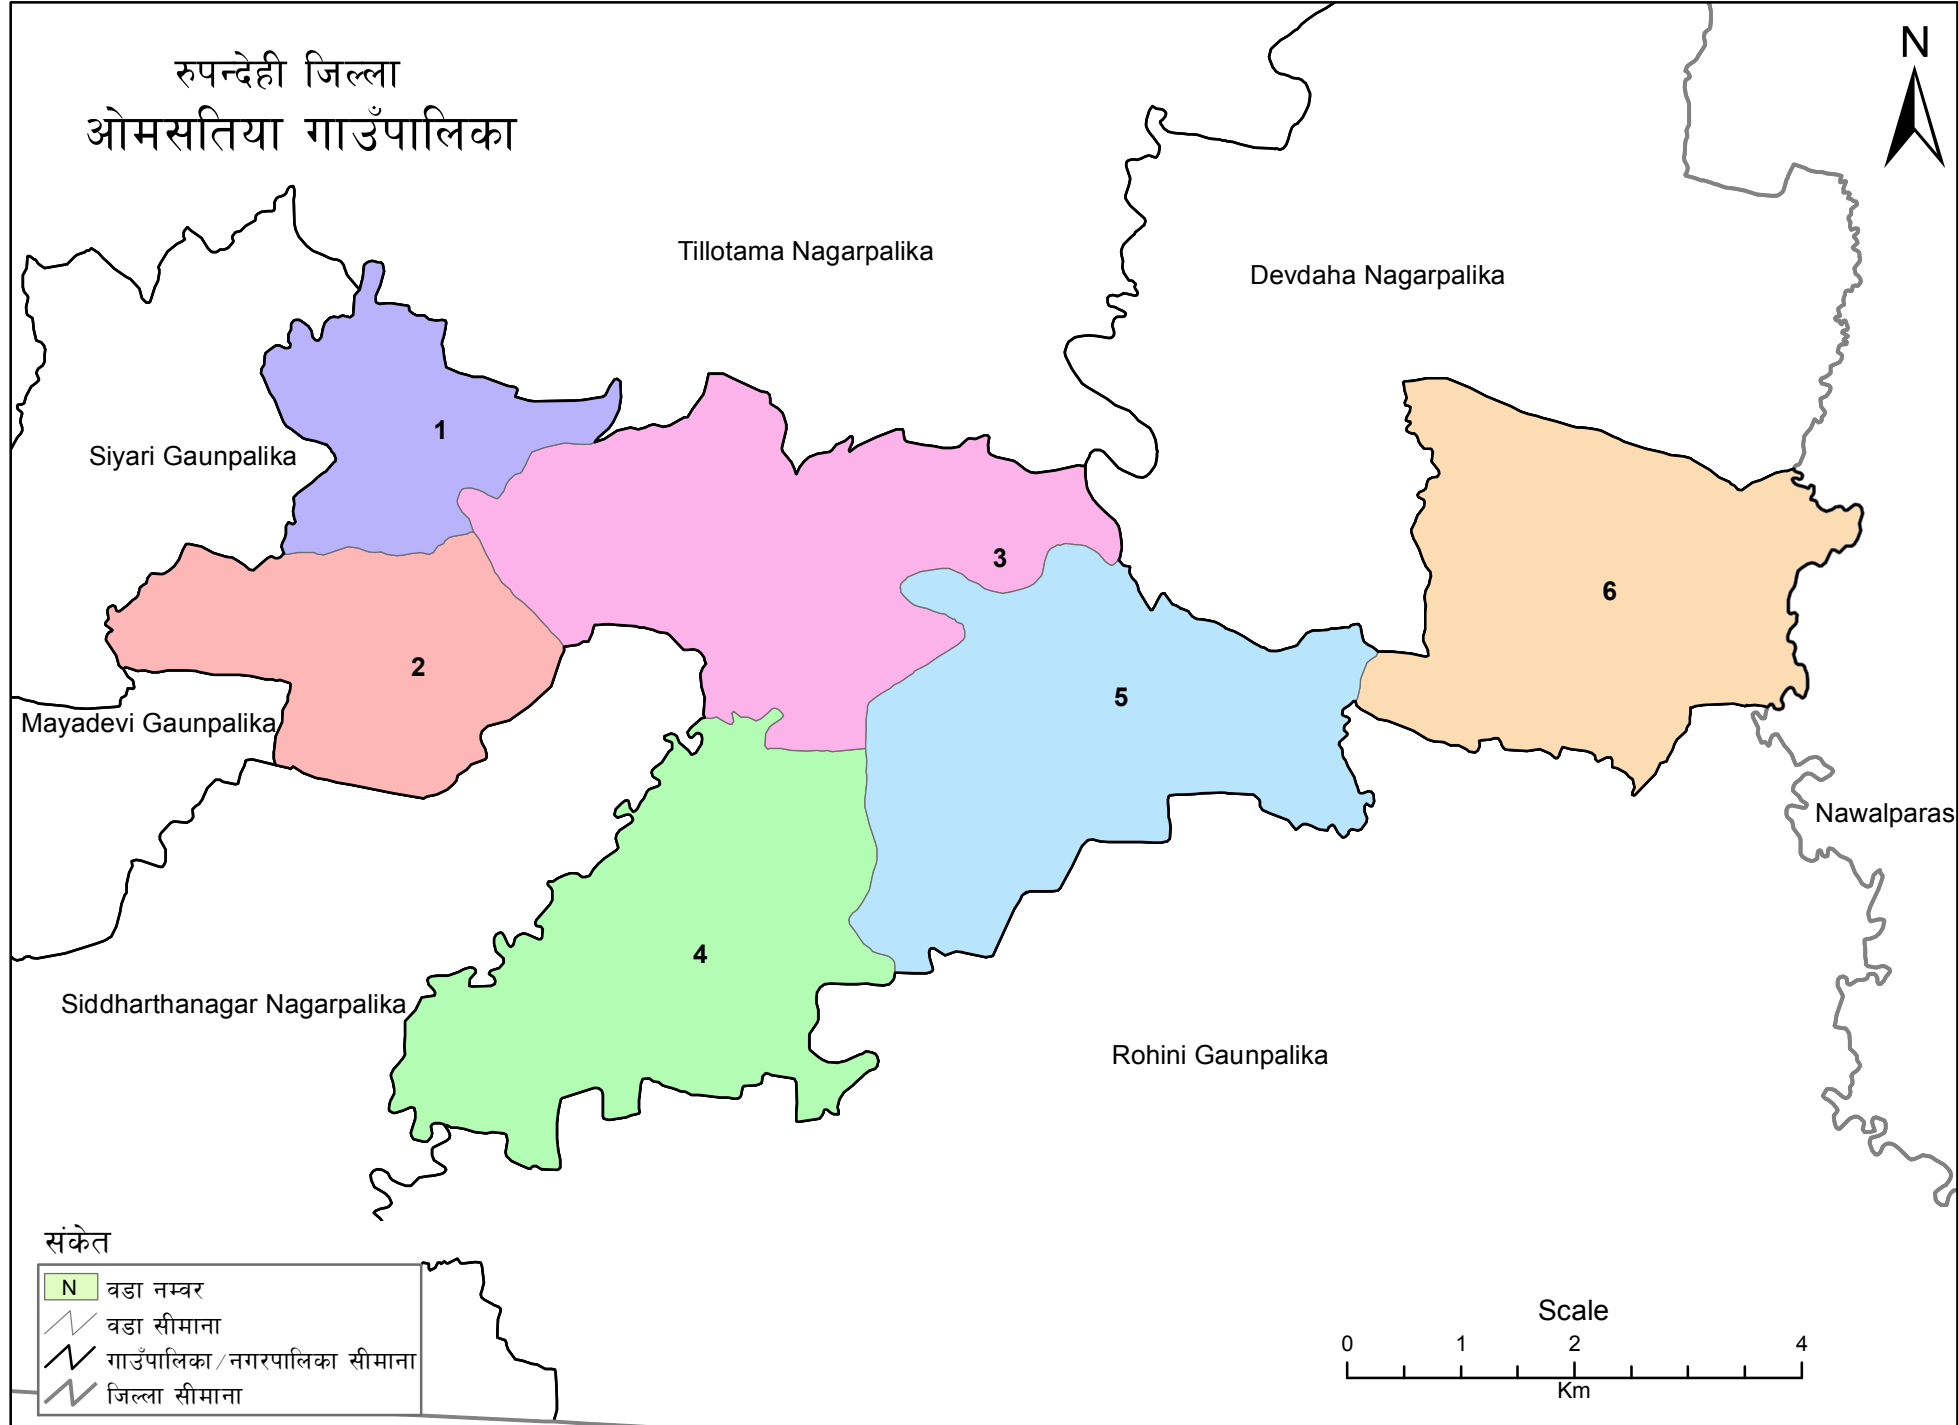 रुपन्देही जिल्ला
ओमसतिया गाउँपालिका
N
Tillotama Nagarpalika
Devdaha Nagarpalika
1
Siyari Gaunpalika
3
6
2
5
Mayadevi Gaunpalika
Nawalparas
4
Siddharthanagar Nagarpalika
Rohini Gaunpalika
संकेत
N वडा नम्वर
वडा सीमाना
गाउँपालिका/नगरपालिका सीमाना
जिल्ला सीमाना
Scale
0 1 2 4
Km